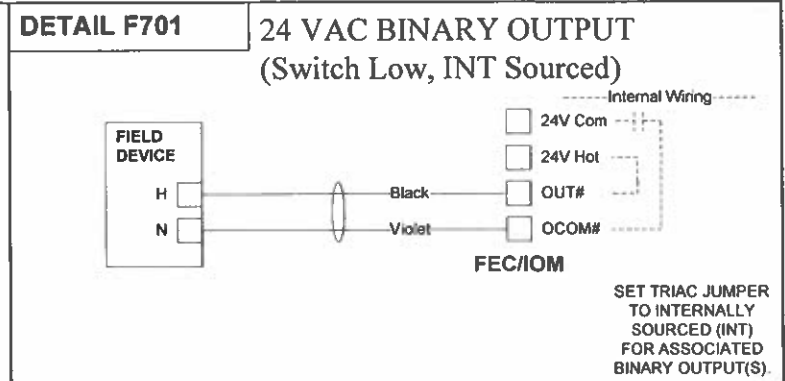 DETAIL F701
24 VAC BINARY OUTPUT
(Switch Low, INT Sourced)
Internal Wiring
24V Com
FIELD
DEVICE
24V Hot
H
Black
OUT#
N
Violet
OCOM#
FEC/IOM
SET TRIAC JUMPER
TO INTERNALLY
SOURCED (INT)
FOR ASSOCIATED
BINARY OUTPUT(S).